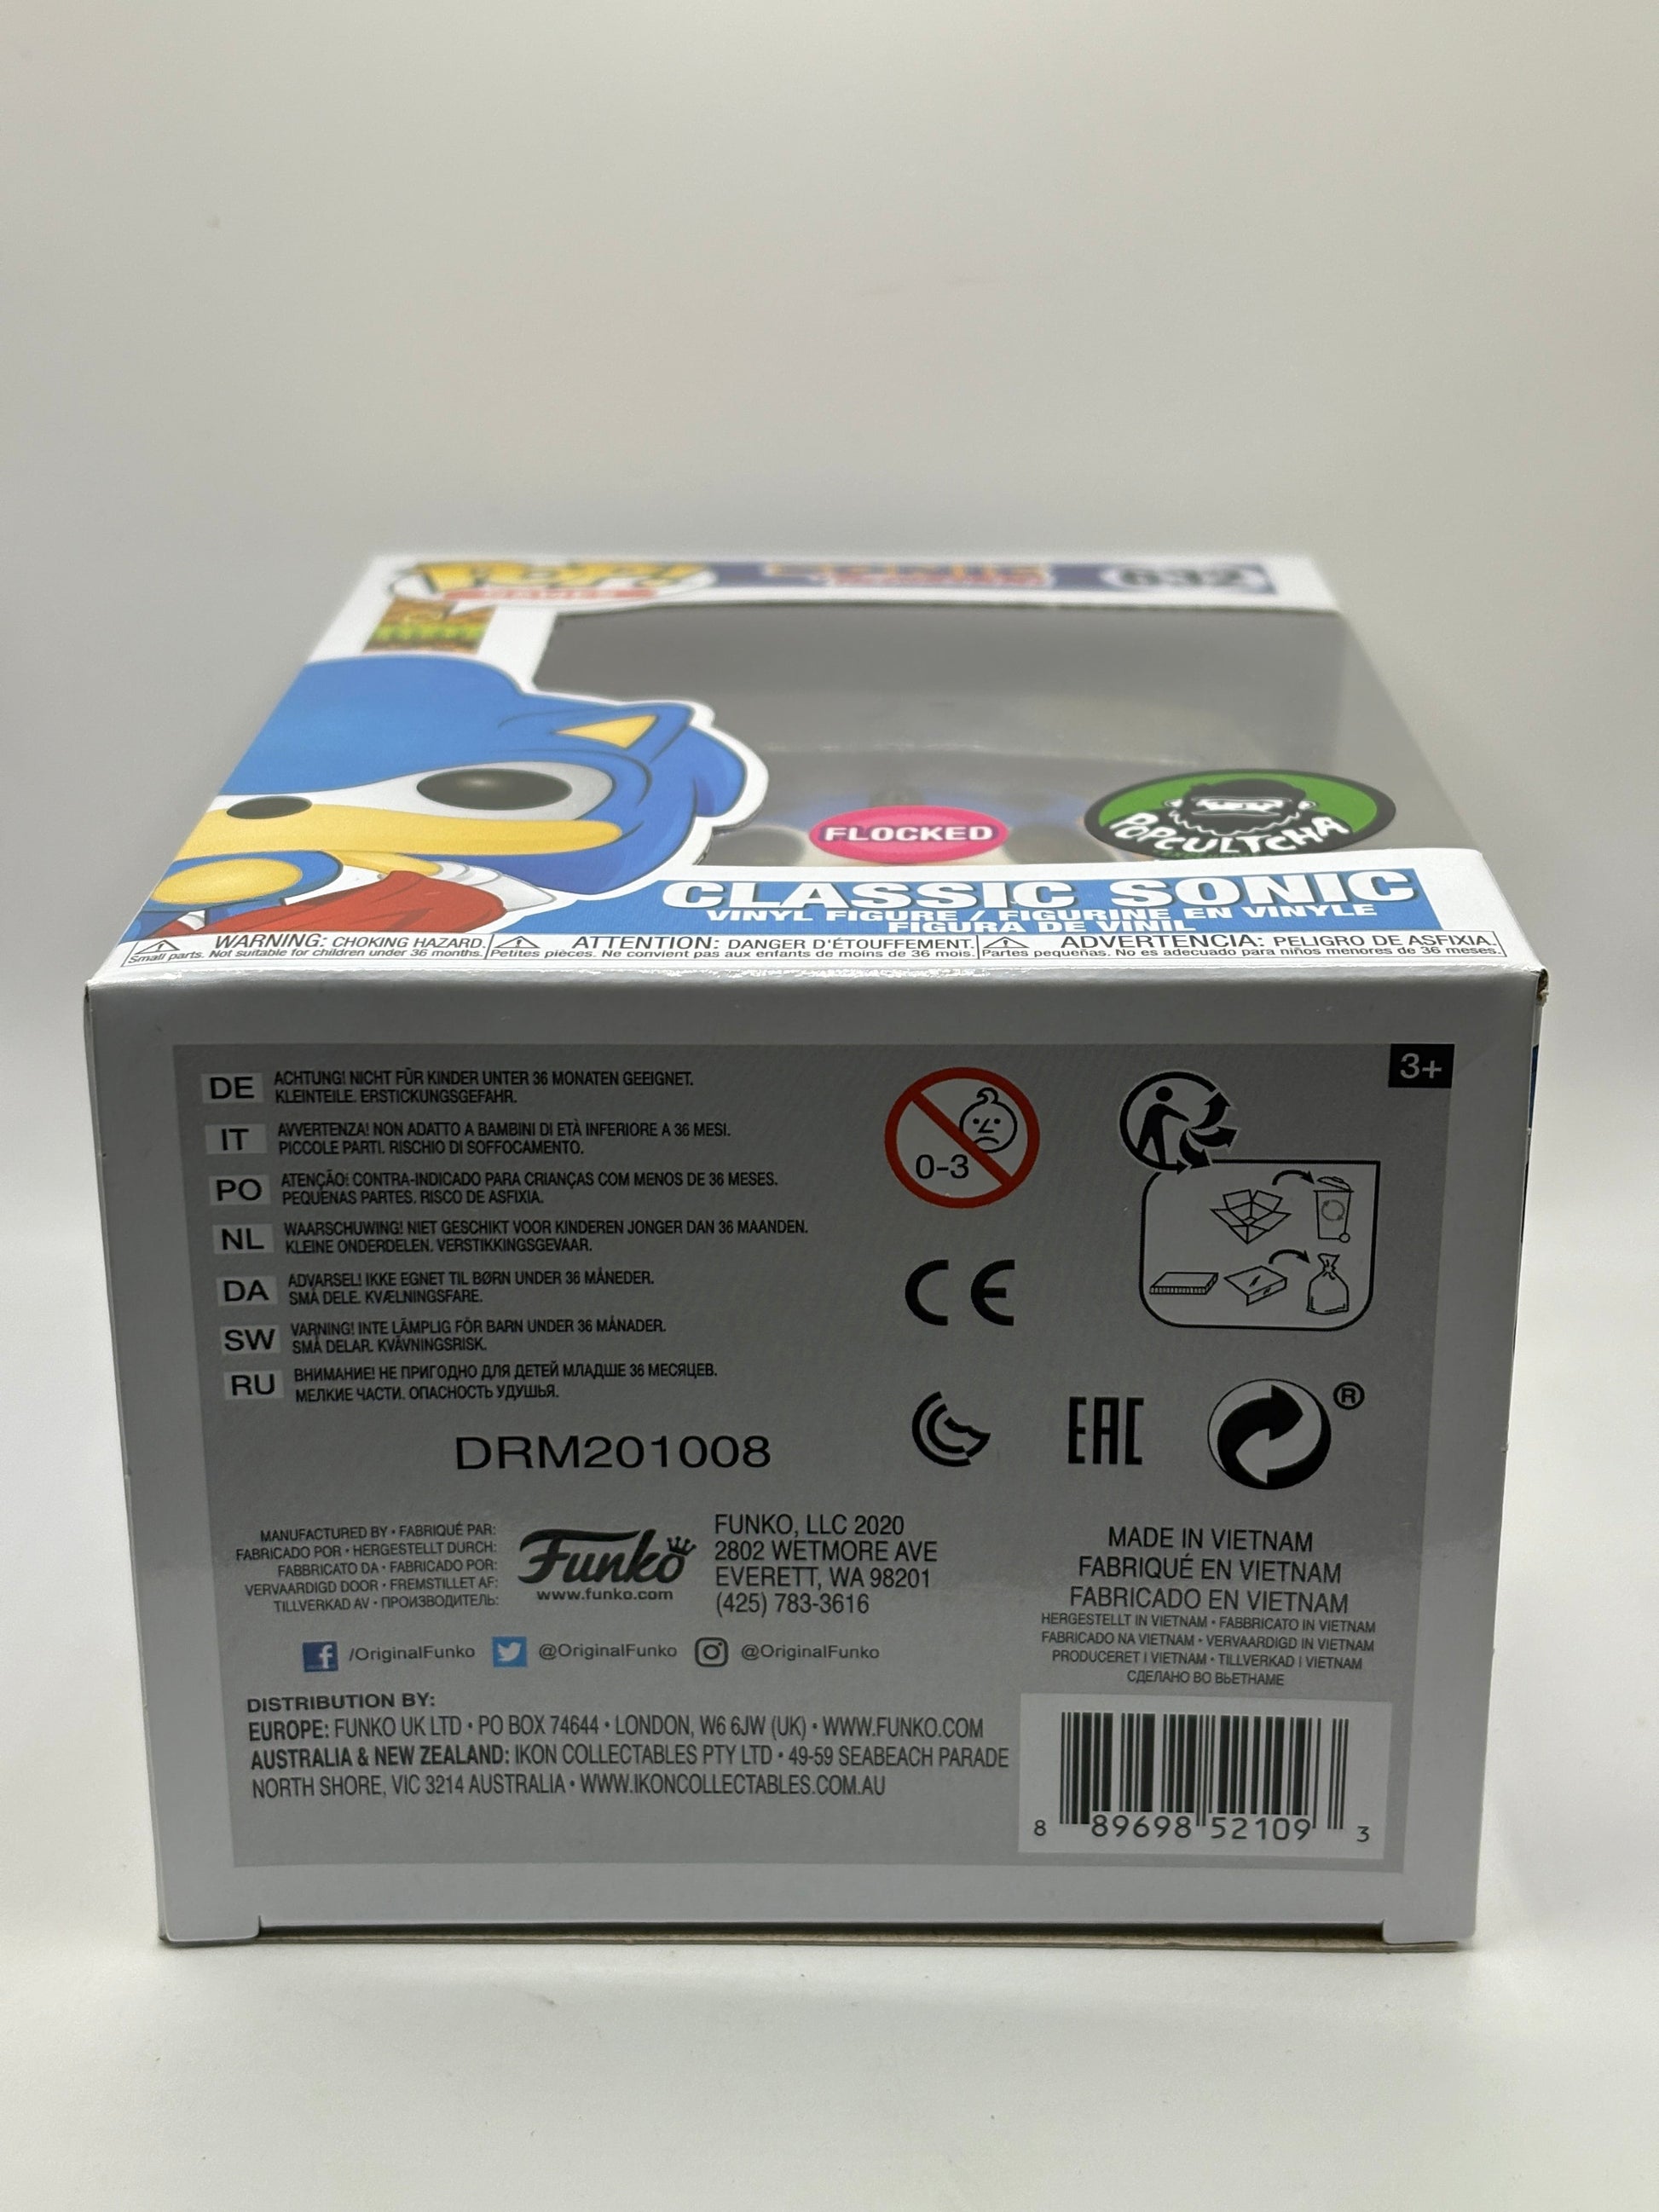 POP!
GAMES
SONIC
632
FLOCKED
POPCULTCHA
CLASSIC SONIC
VINYL FIGURE / FIGURINE EN VINYLE
FIGURA DE VINIL
WARNING: CHOKING HAZARD.
Small parts. Not suitable for children under 36 months.
ATTENTION: DANGER D'ÉTOUFFEMENT.
Petites pièces. Ne convient pas aux enfants de moins de 36 mois.
ADVERTENCIA: PELIGRO DE ASFIXIA.
Partes pequeñas. No es adecuado para niños menores de 36 meses.
3+
DE ACHTUNG! NICHT FÜR KINDER UNTER 36 MONATEN GEEIGNET.
KLEINTEILE. ERSTICKUNGSGEFAHR.
IT AVVERTENZA! NON ADATTO A BAMBINI DI ETÀ INFERIORE A 36 MESI.
PICCOLE PARTI. RISCHIO DI SOFFOCAMENTO.
PO ATENÇÃO! CONTRA-INDICADO PARA CRIANÇAS COM MENOS DE 36 MESES.
PEQUENAS PARTES. RISCO DE ASFIXIA.
NL WAARSCHUWING! NIET GESCHIKT VOOR KINDEREN JONGER DAN 36 MAANDEN.
KLEINE ONDERDELEN. VERSTIKKINGSGEVAAR.
DA ADVARSEL! IKKE EGNET TIL BØRN UNDER 36 MÅNEDER.
SMÅ DELE. KVÆLNINGSFARE.
SW VARNING! INTE LÄMPLIG FÖR BARN UNDER 36 MÅNADER.
SMÅ DELAR. KVÄVNINGSRISK.
RU ВНИМАНИЕ! НЕ ПРИГОДНО ДЛЯ ДЕТЕЙ МЛАДШЕ 36 МЕСЯЦЕВ.
МЕЛКИЕ ЧАСТИ. ОПАСНОСТЬ УДУШЬЯ.
0-3
CE
EAC
®
DRM201008
MANUFACTURED BY • FABRIQUÉ PAR:
FABRICADO POR • HERGESTELLT DURCH:
FABBRICATO DA • FABRICADO POR:
VERVAARDIGD DOOR • FREMSTILLET AF:
TILLVERKAD AV • ПРОИЗВОДИТЕЛЬ:
Funko
www.funko.com
FUNKO, LLC 2020
2802 WETMORE AVE
EVERETT, WA 98201
(425) 783-3616
MADE IN VIETNAM
FABRIQUÉ EN VIETNAM
FABRICADO EN VIETNAM
HERGESTELLT IN VIETNAM • FABBRICATO IN VIETNAM
FABRICADO NA VIETNAM • VERVAARDIGD IN VIETNAM
PRODUCERET I VIETNAM • TILLVERKAD I VIETNAM
СДЕЛАНО ВО ВЬЕТНАМЕ
f /OriginalFunko @OriginalFunko @OriginalFunko
DISTRIBUTION BY:
EUROPE: FUNKO UK LTD • PO BOX 74644 • LONDON, W6 6JW (UK) • WWW.FUNKO.COM
AUSTRALIA & NEW ZEALAND: IKON COLLECTABLES PTY LTD • 49-59 SEABEACH PARADE
NORTH SHORE, VIC 3214 AUSTRALIA • WWW.IKONCOLLECTABLES.COM.AU
8 89698 52109 3